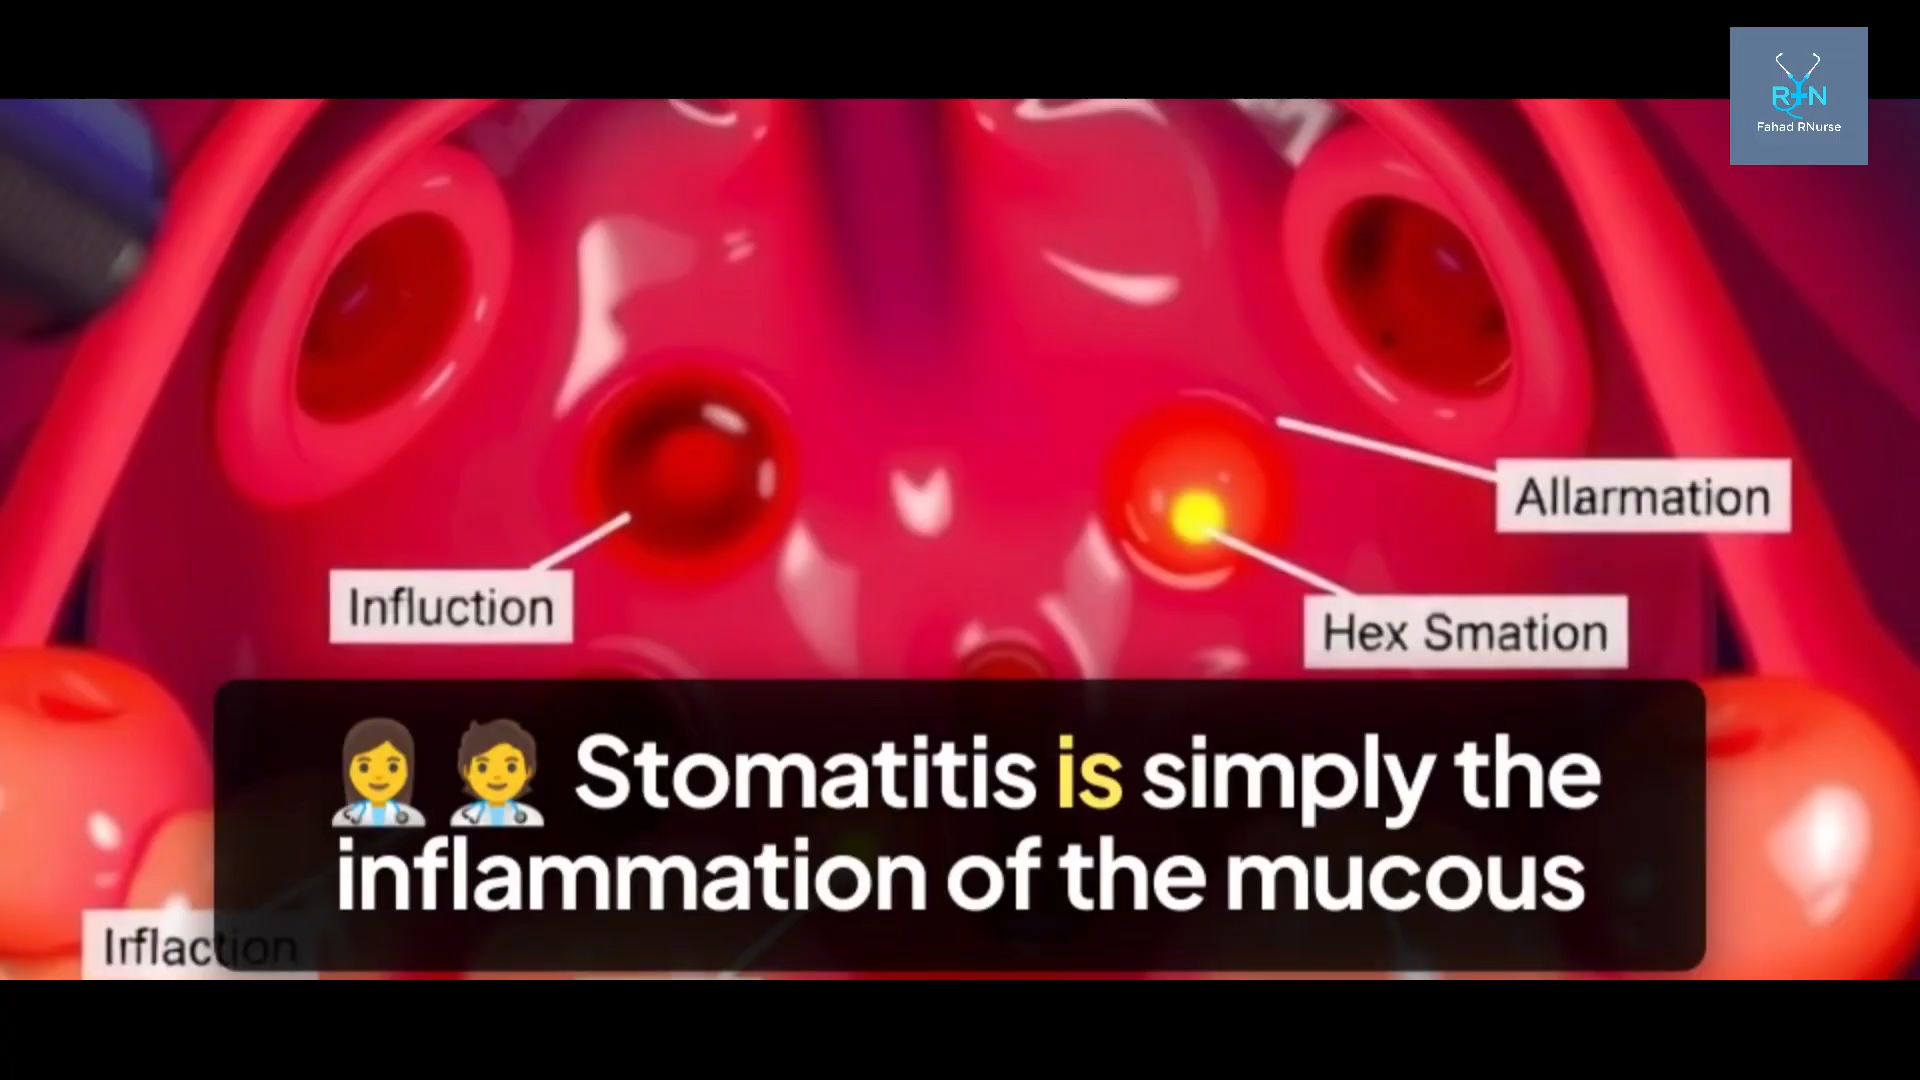 R+N
Fahad RNurse
Allarmation
Influction
Hex Smation
Stomatitis is simply the
inflammation of the mucous
Irflaction